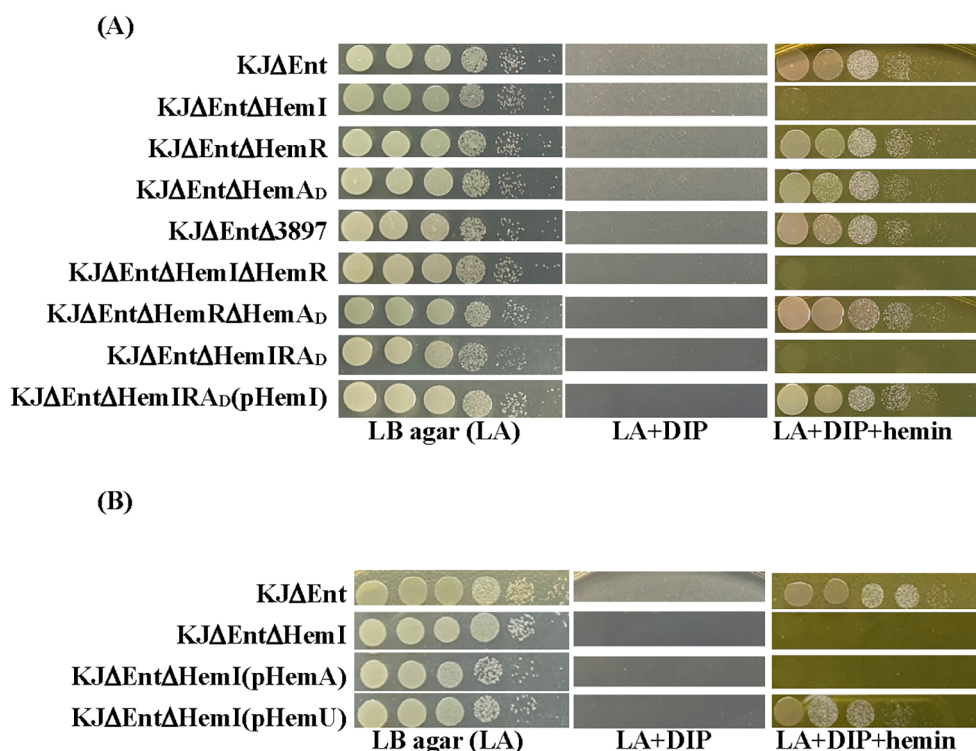 (A)
KJΔEnt
KJΔEntΔHemI
KJΔEntΔHemR
KJΔEntΔHemAD
KJΔEntΔ3897
KJΔEntΔHemIΔHemR
KJΔEntΔHemRΔHemAD
KJΔEntΔHemIRAD
KJΔEntΔHemIRAD(pHemI)
LB agar (LA) LA+DIP LA+DIP+hemin
(B)
KJΔEnt
KJΔEntΔHemI
KJΔEntΔHemI(pHemA)
KJΔEntΔHemI(pHemU)
LB agar (LA) LA+DIP LA+DIP+hemin